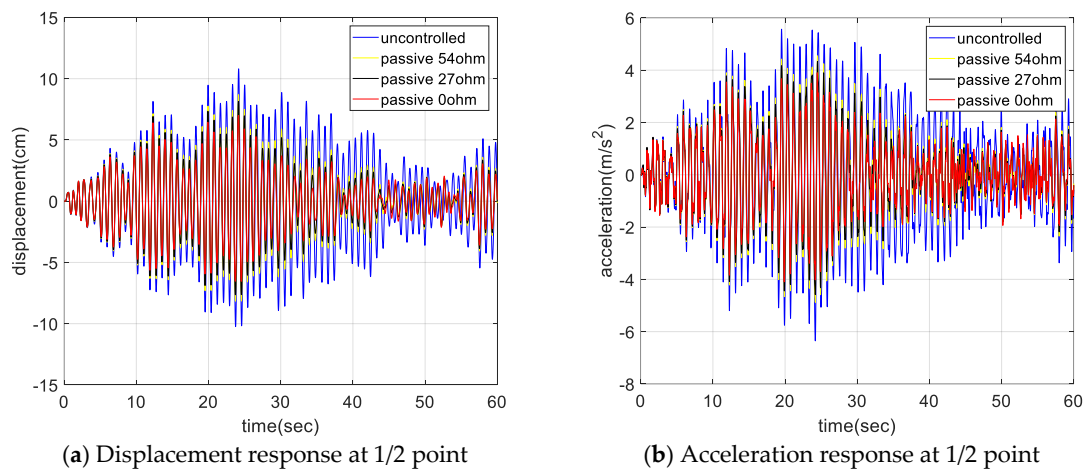 15
10
5
0
-5
-10
-15
displacement(cm)
0
10
20
30
40
50
60
time(sec)
uncontrolled
passive 54ohm
passive 27ohm
passive 0ohm
(a) Displacement response at 1/2 point
6
4
2
0
-2
-4
-6
-8
acceleration(m/s²)
0
10
20
30
40
50
60
time(sec)
uncontrolled
passive 54ohm
passive 27ohm
passive 0ohm
(b) Acceleration response at 1/2 point